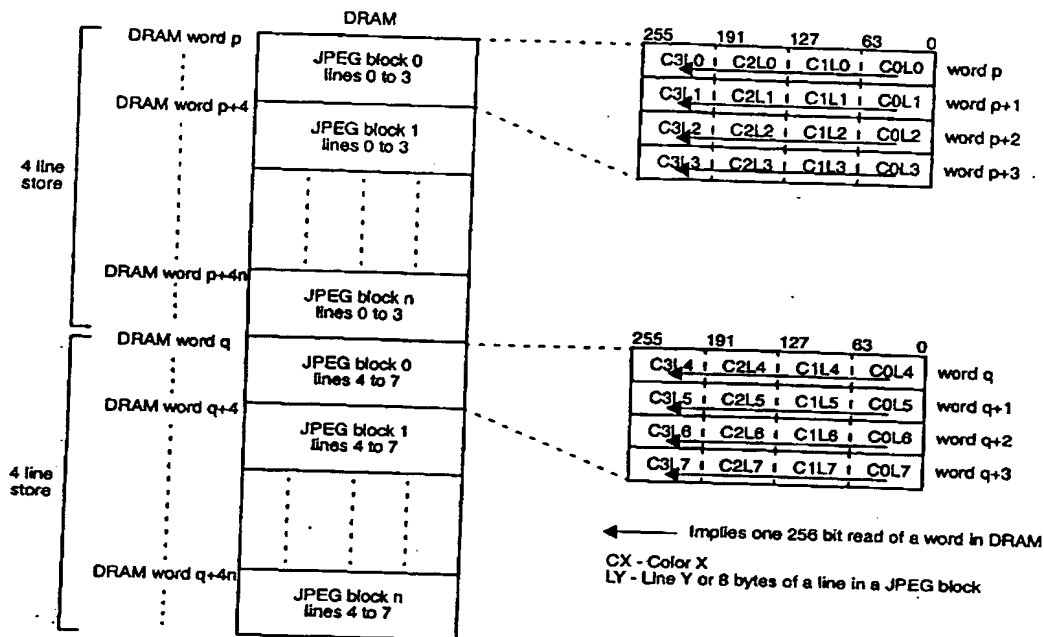 DRAM
DRAM word p
JPEG block 0
lines 0 to 3
DRAM word p+4
JPEG block 1
lines 0 to 3
4 line
store
DRAM word p+4n
JPEG block n
lines 0 to 3
255 191 127 63 0
C3L0 C2L0 C1L0 C0L0 word p
C3L1 C2L1 C1L1 C0L1 word p+1
C3L2 C2L2 C1L2 C0L2 word p+2
C3L3 C2L3 C1L3 C0L3 word p+3
DRAM word q
JPEG block 0
lines 4 to 7
DRAM word q+4
JPEG block 1
lines 4 to 7
4 line
store
DRAM word q+4n
JPEG block n
lines 4 to 7
255 191 127 63 0
C3L4 C2L4 C1L4 C0L4 word q
C3L5 C2L5 C1L5 C0L5 word q+1
C3L6 C2L6 C1L6 C0L6 word q+2
C3L7 C2L7 C1L7 C0L7 word q+3
Implies one 256 bit read of a word in DRAM
CX - Color X
LY - Line Y or 8 bytes of a line in a JPEG block